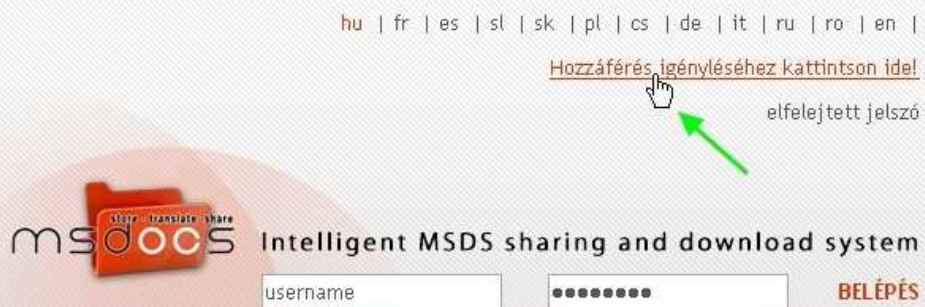 hu | fr | es | sl | sk | pl | cs | de | it | ru | ro | en |
Hozzáférés igényléséhez kattintson ide!
elfelejtett jelszó
store - translate - share
msdocs Intelligent MSDS sharing and download system
username •••••••• BELÉPÉS